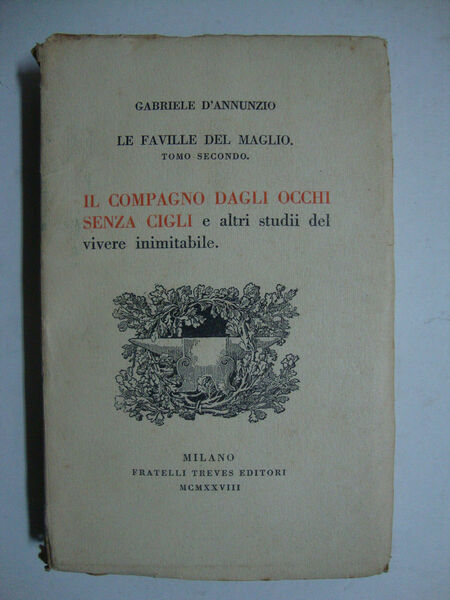 GABRIELE D'ANNUNZIO
LE FAVILLE DEL MAGLIO.
TOMO SECONDO.
IL COMPAGNO DAGLI OCCHI
SENZA CIGLI e altri studii del
vivere inimitabile.
MILANO
FRATELLI TREVES EDITORI
MCMXXVIII